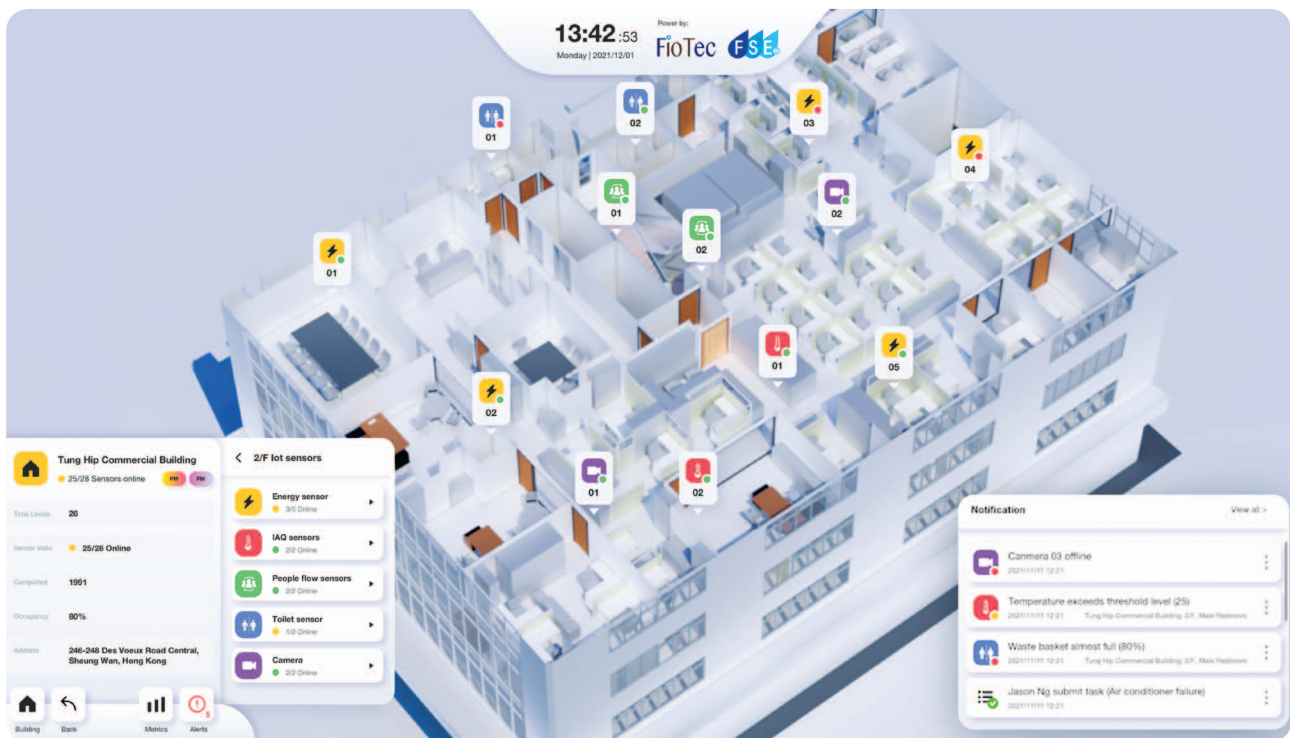 13:42:53
Monday | 2021/12/01
Power by:
FioTec FSE
01
02
03
04
01
02
02
01
01
05
02
01
02
Tung Hip Commercial Building
25/28 Sensors online
PM PM
Total Levels 26
Sensor state 25/28 Online
Completed 1991
Occupancy 80%
Address 246-248 Des Voeux Road Central,
Sheung Wan, Hong Kong
Building
Back
Metrics
5
Alerts
2/F Iot sensors
Energy sensor
3/5 Online
IAQ sensors
2/2 Online
People flow sensors
2/2 Online
Toilet sensor
1/2 Online
Camera
2/2 Online
Notification View all >
Canmera 03 offline
2021/11/11 12:21
Temperature exceeds threshold level (25)
2021/11/11 12:21 Tung Hip Commercial Building, 3/F, Male Restroom
Waste basket almost full (80%)
2021/11/11 12:21 Tung Hip Commercial Building, 3/F, Male Restroom
Jason Ng submit task (Air conditioner failure)
2021/11/11 12:21